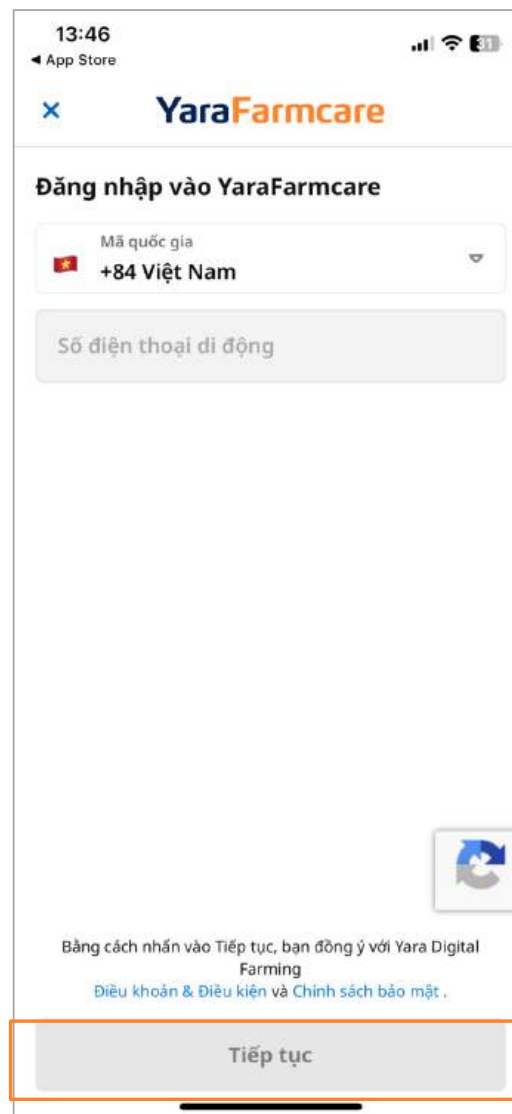 13:46
31
◀ App Store
× YaraFarmcare
Đăng nhập vào YaraFarmcare
Mã quốc gia
+84 Việt Nam
Số điện thoại di động
Bằng cách nhấn vào Tiếp tục, bạn đồng ý với Yara Digital
Farming
Điều khoản & Điều kiện và Chính sách bảo mật .
Tiếp tục